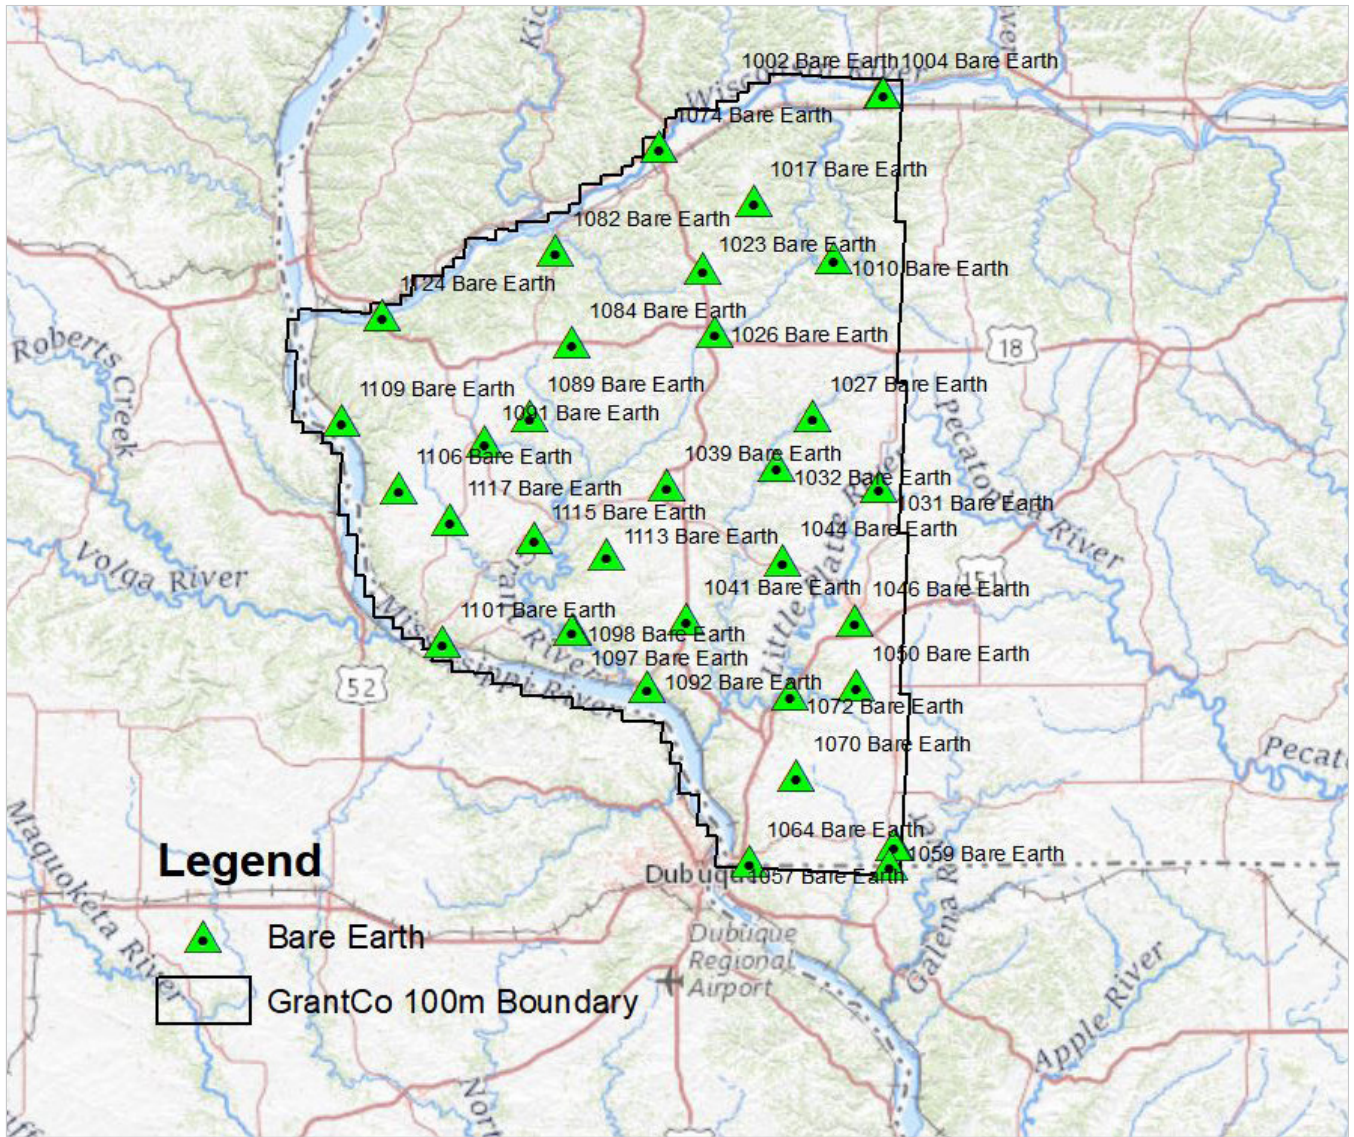 Kic
River
1002 Bare Earth
1004 Bare Earth
Wisconsin River
1074 Bare Earth
1017 Bare Earth
1082 Bare Earth
1023 Bare Earth
1010 Bare Earth
1124 Bare Earth
1084 Bare Earth
1026 Bare Earth
18
Roberts Creek
1109 Bare Earth
1089 Bare Earth
1027 Bare Earth
1091 Bare Earth
Pecatonica River
1106 Bare Earth
1039 Bare Earth
1032 Bare Earth
1117 Bare Earth
1031 Bare Earth
1115 Bare Earth
1044 Bare Earth
1113 Bare Earth
Volga River
151
1041 Bare Earth
1046 Bare Earth
Little Platte River
Grant River
Mississippi River
1101 Bare Earth
1098 Bare Earth
1050 Bare Earth
1097 Bare Earth
52
1092 Bare Earth
1072 Bare Earth
1070 Bare Earth
Pecat
Maquoketa River
1064 Bare Earth
Legend
1059 Bare Earth
Dubuque
1057 Bare Earth
Galena River
Bare Earth
Dubuque
Regional
Airport
GrantCo 100m Boundary
Apple River
Nort